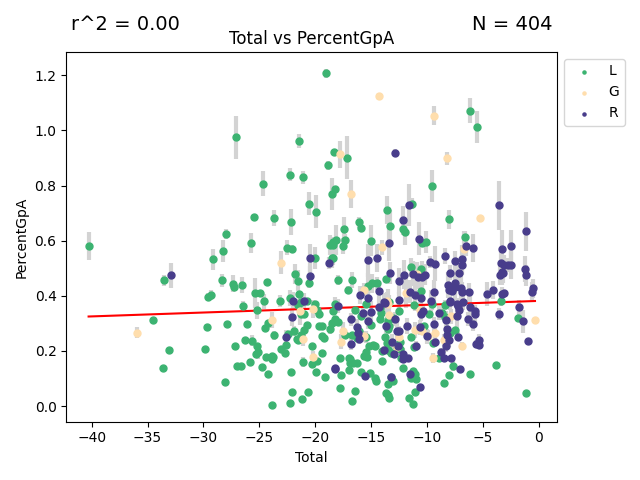 r^2 = 0.00
N = 404
Total vs PercentGpA
L
G
R
PercentGpA
1.2
1.0
0.8
0.6
0.4
0.2
0.0
−40
−35
−30
−25
−20
−15
−10
−5
0
Total